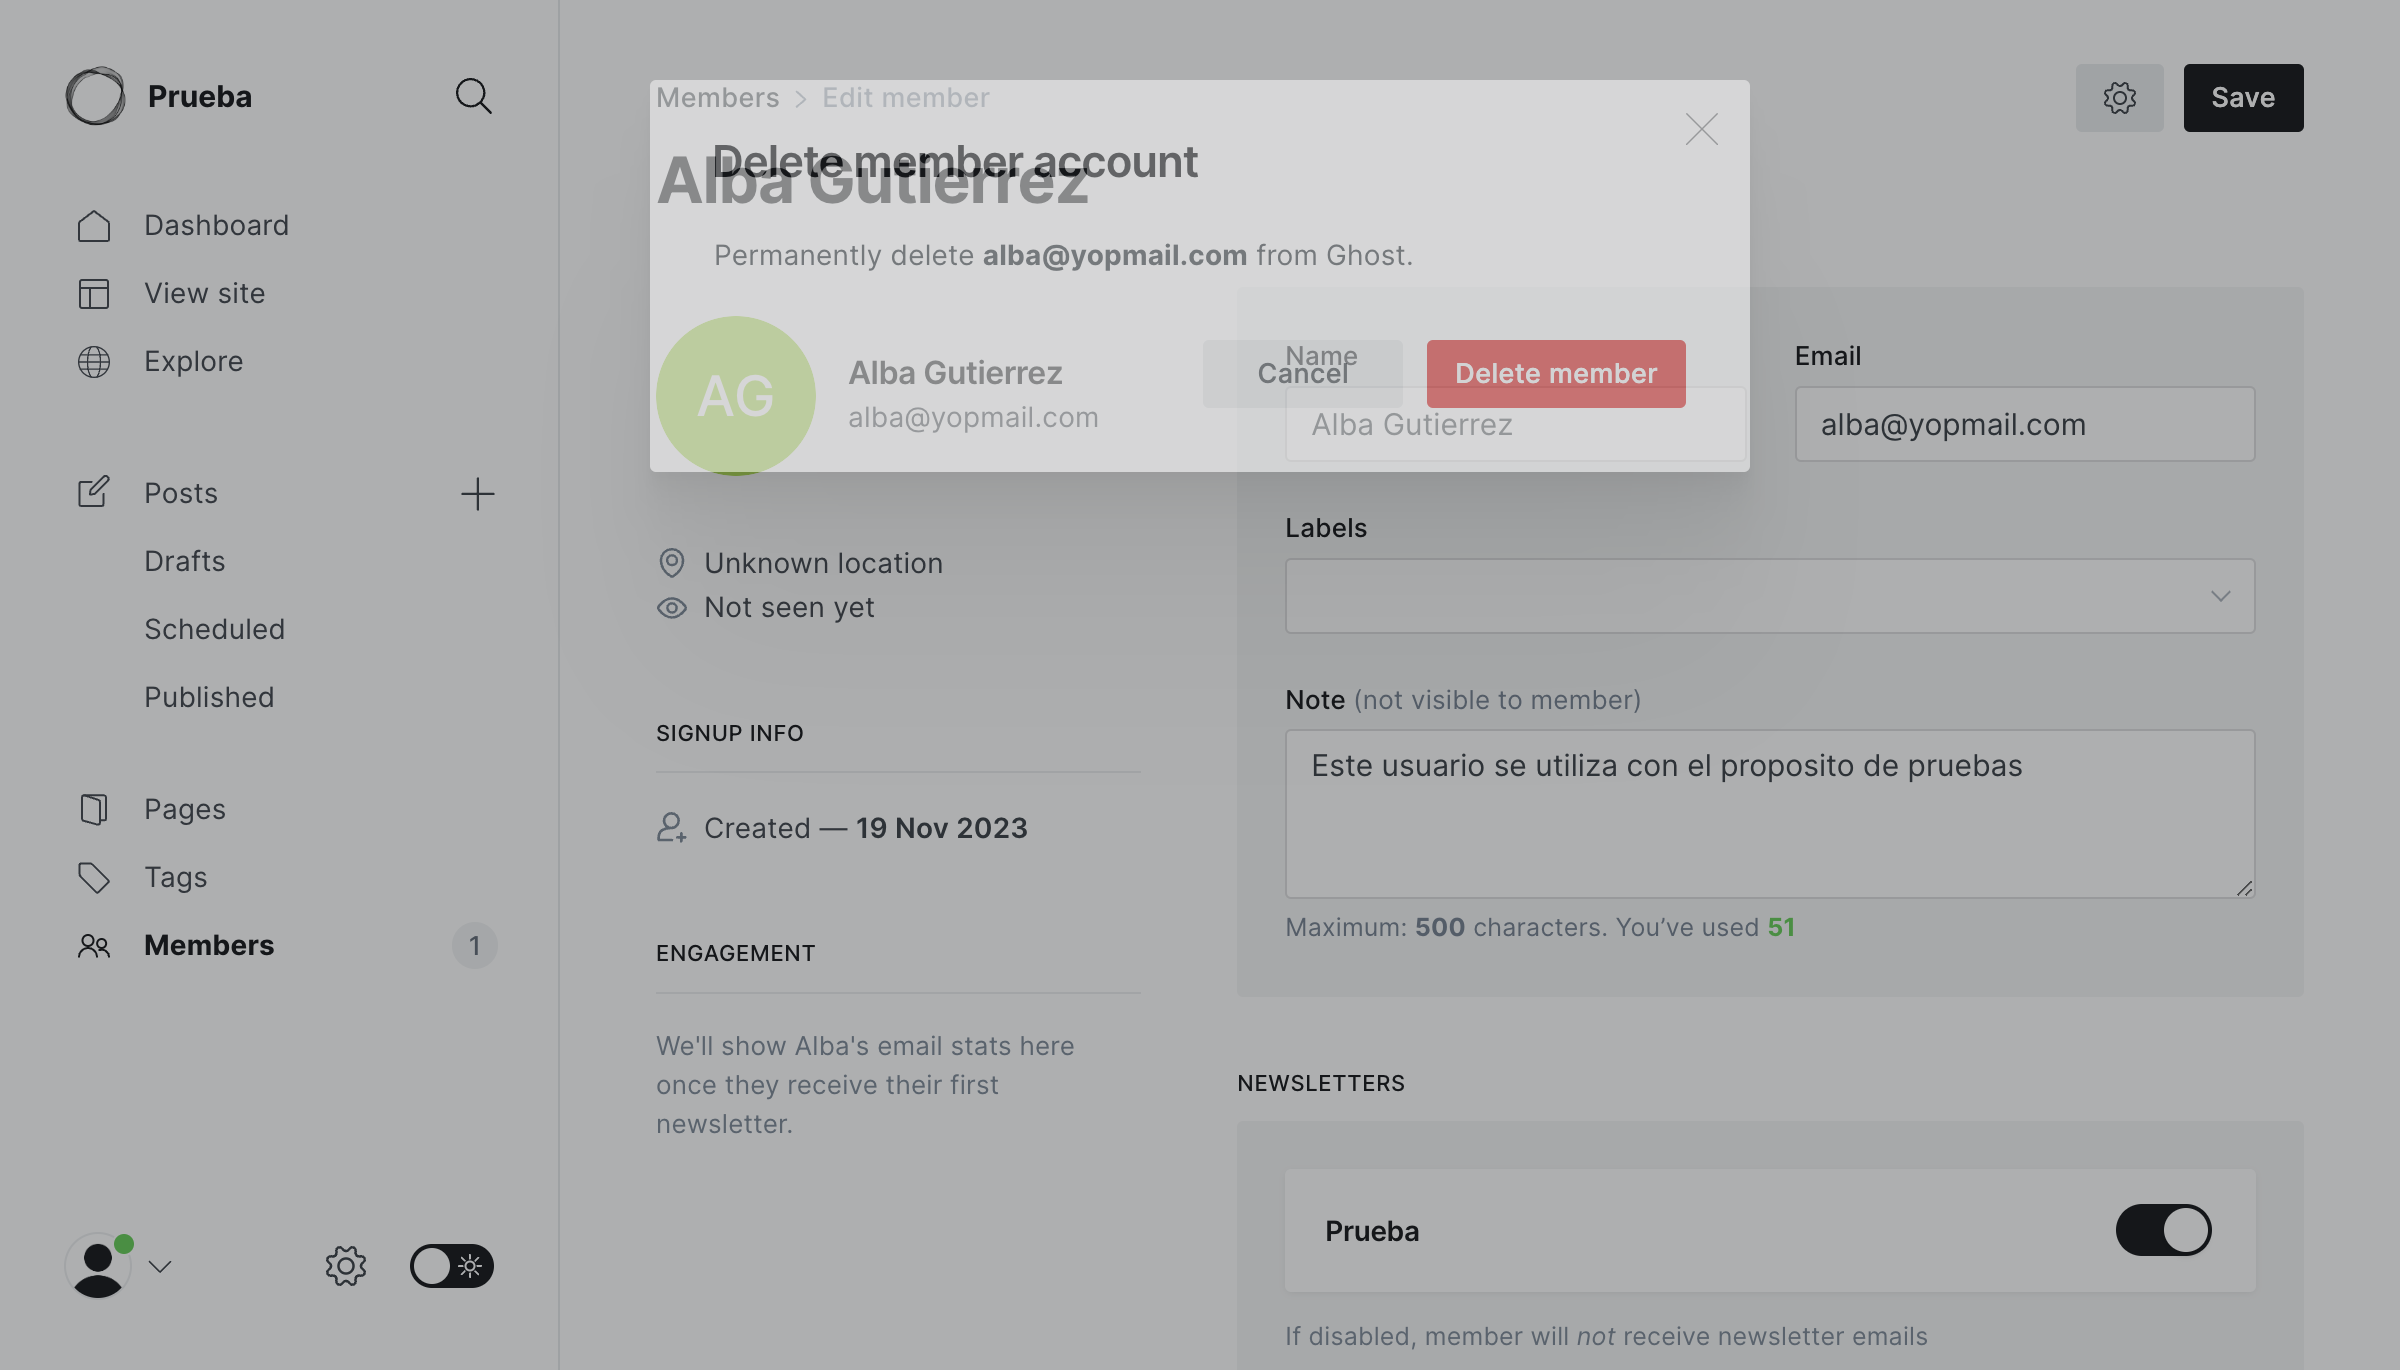 Prueba
Dashboard
View site
Explore
Posts
Drafts
Scheduled
Published
Pages
Tags
Members
1
Members > Edit member
Save
Alba Gutierrez
Delete member account
Permanently delete alba@yopmail.com from Ghost.
Cancel
Delete member
AG
Alba Gutierrez
alba@yopmail.com
Unknown location
Not seen yet
SIGNUP INFO
Created — 19 Nov 2023
ENGAGEMENT
We'll show Alba's email stats here
once they receive their first
newsletter.
Name
Alba Gutierrez
Email
alba@yopmail.com
Labels
Note (not visible to member)
Este usuario se utiliza con el proposito de pruebas
Maximum: 500 characters. You’ve used 51
NEWSLETTERS
Prueba
If disabled, member will not receive newsletter emails